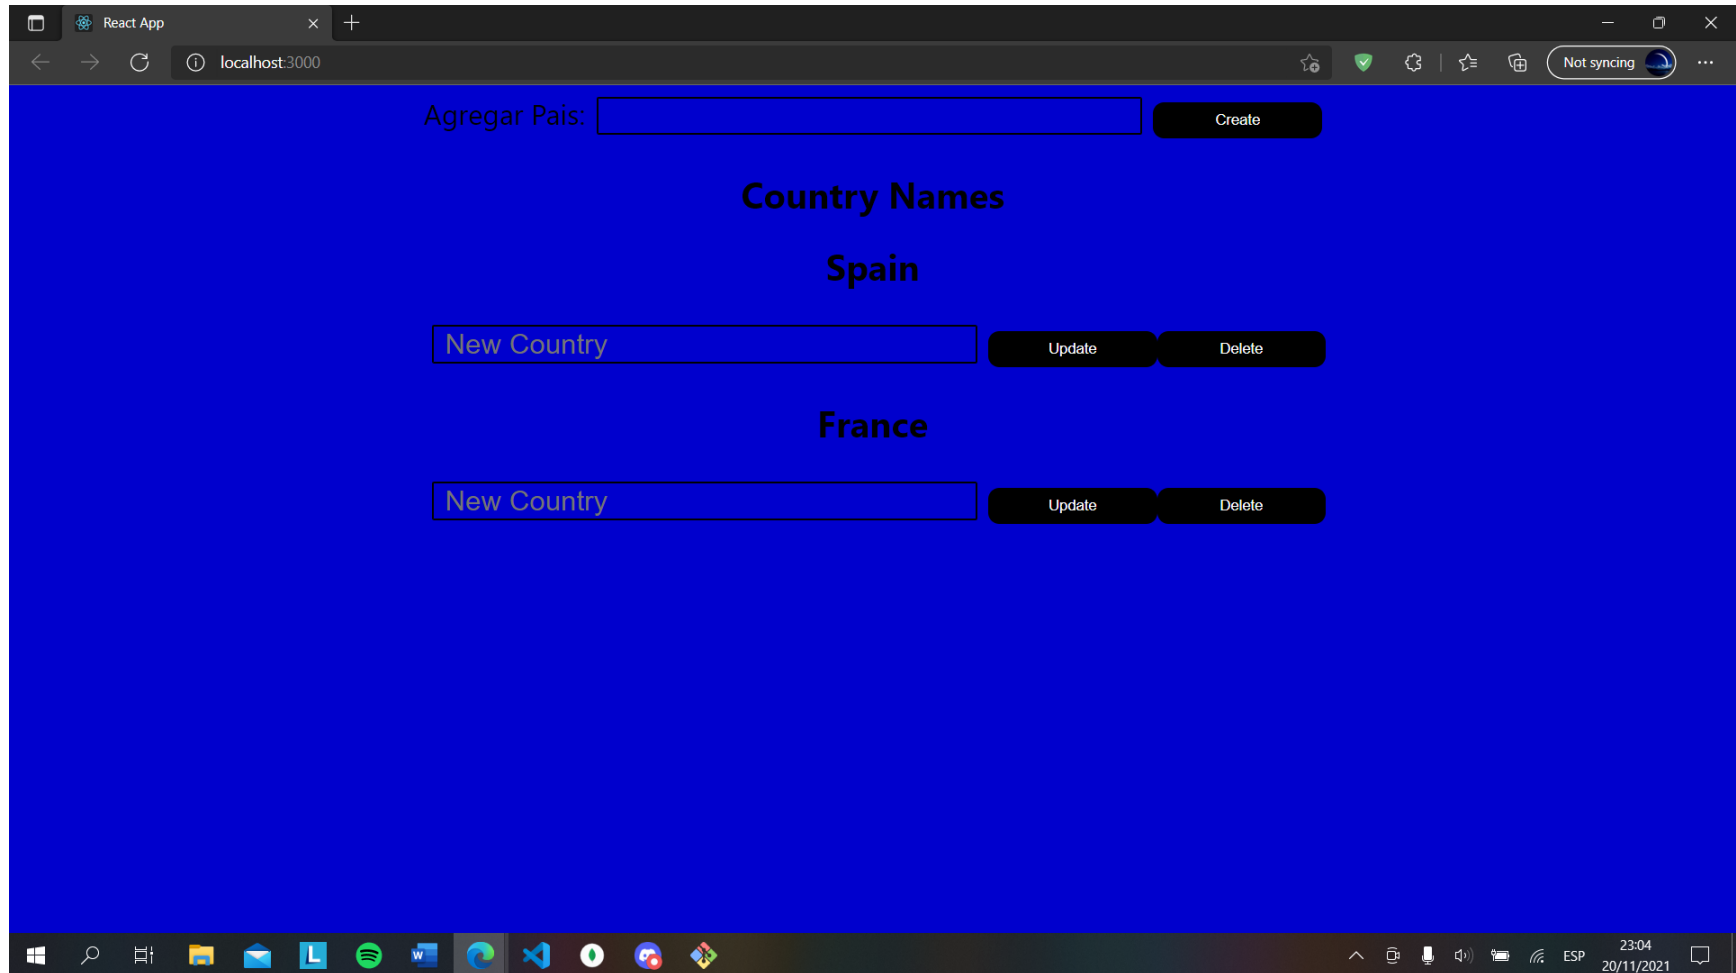 React App
localhost:3000
Not syncing
Agregar Pais:
Create
Country Names
Spain
New Country
Update
Delete
France
New Country
Update
Delete
L
W
ESP
23:04
20/11/2021